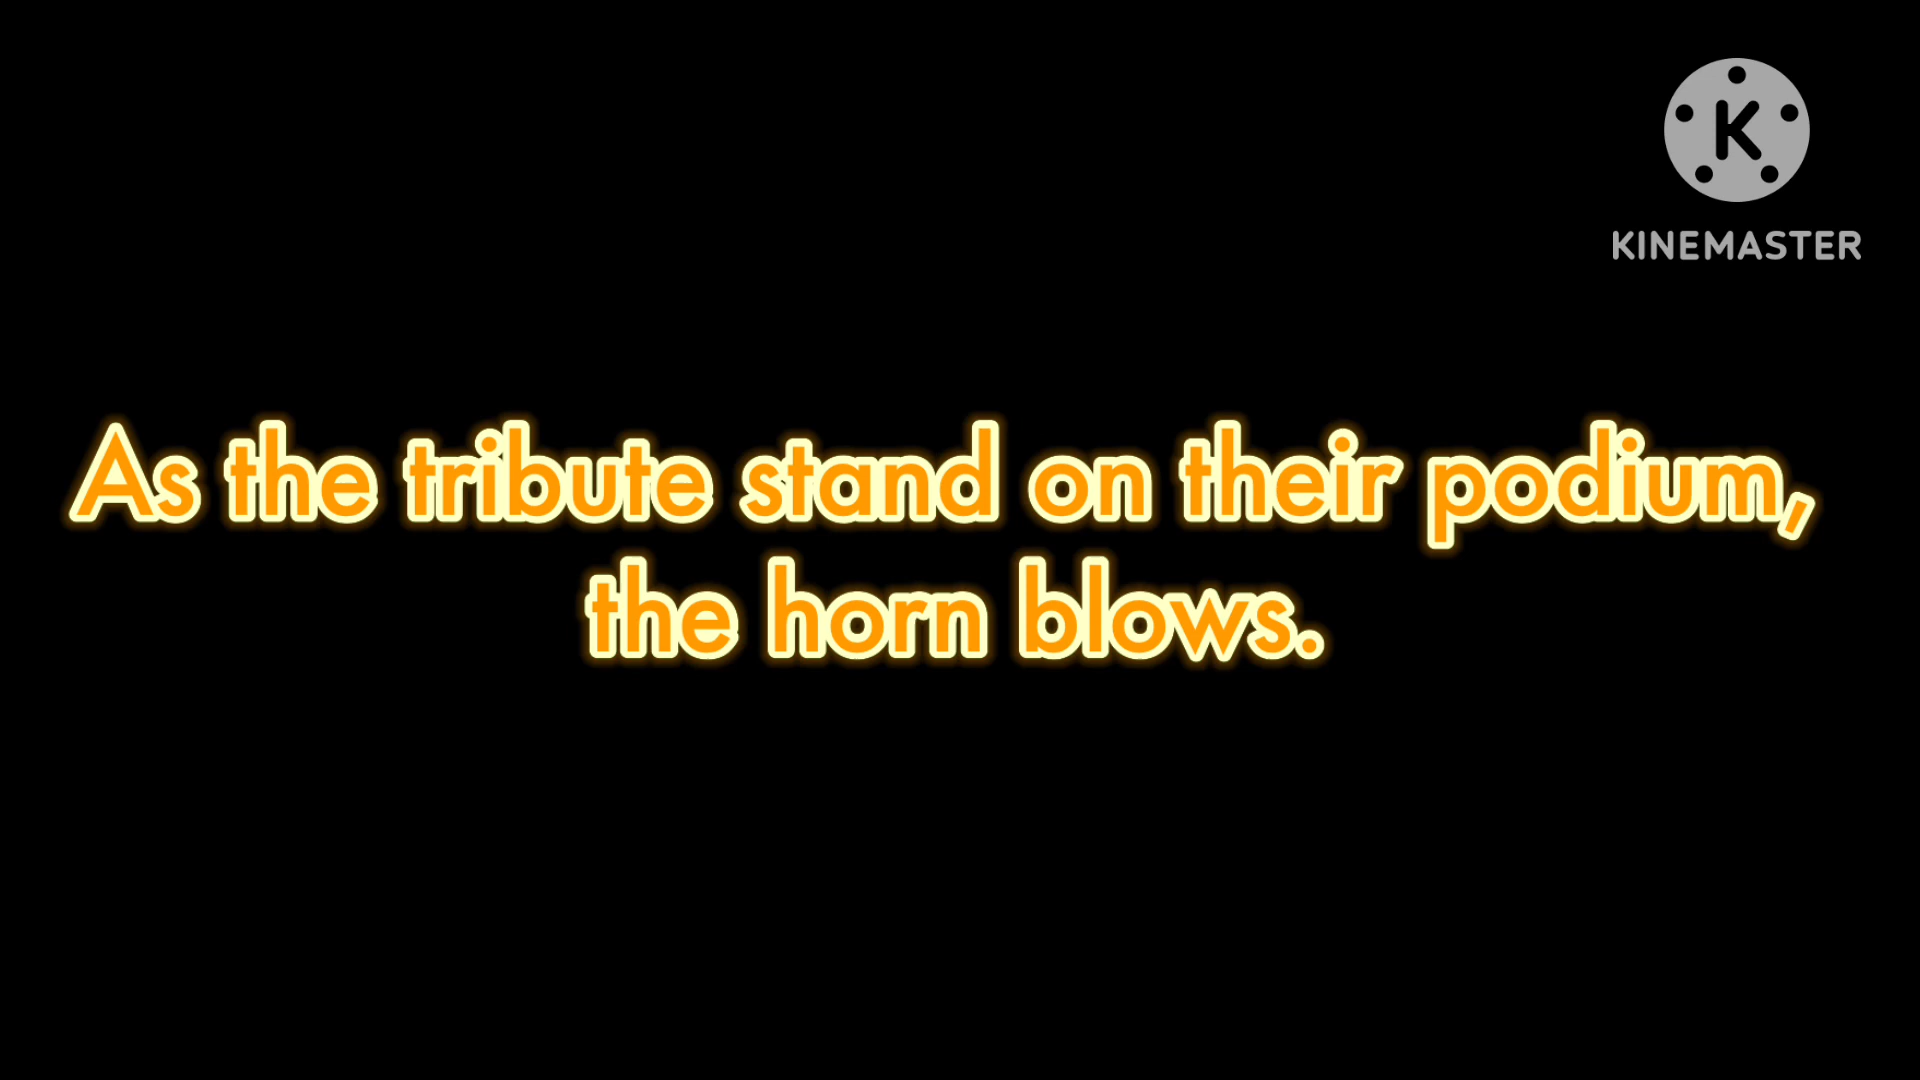 K
KINEMASTER
As the tribute stand on their podium,
the horn blows.